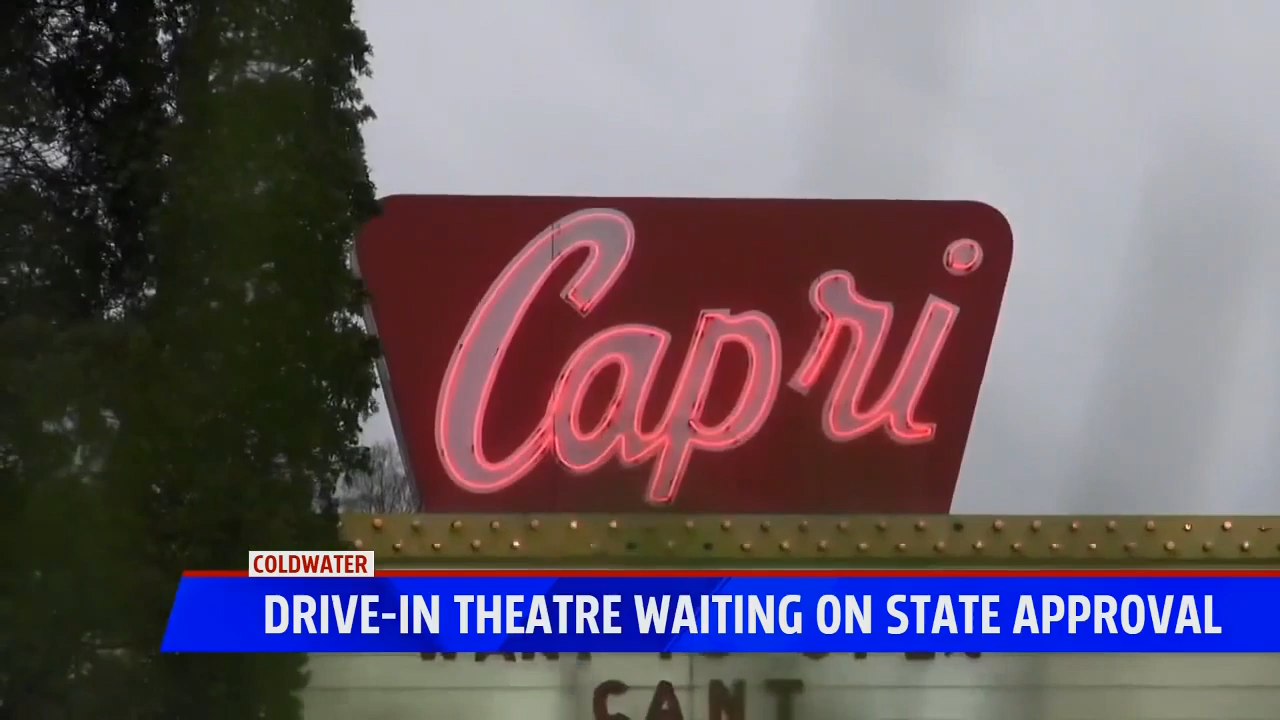 Capri
COLDWATER
DRIVE-IN THEATRE WAITING ON STATE APPROVAL
CANT